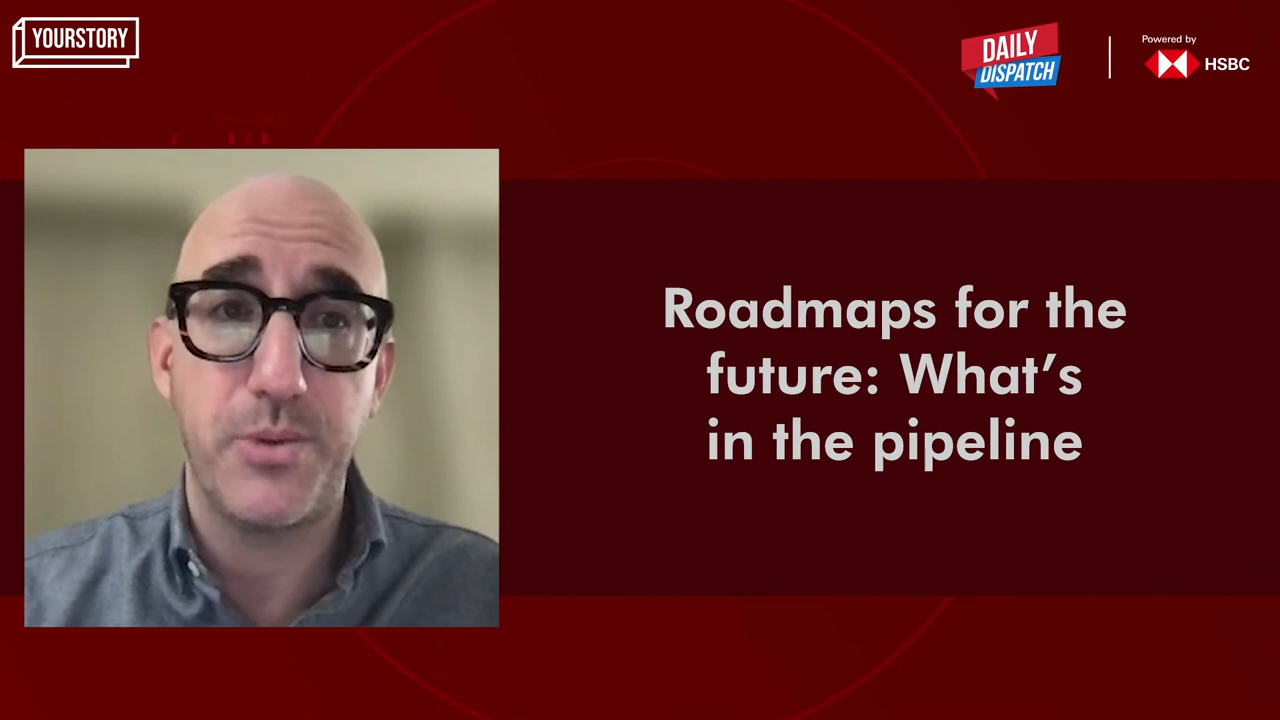 YOURSTORY
DAILY
DISPATCH
Powered by
HSBC
Roadmaps for the
future: What’s
in the pipeline